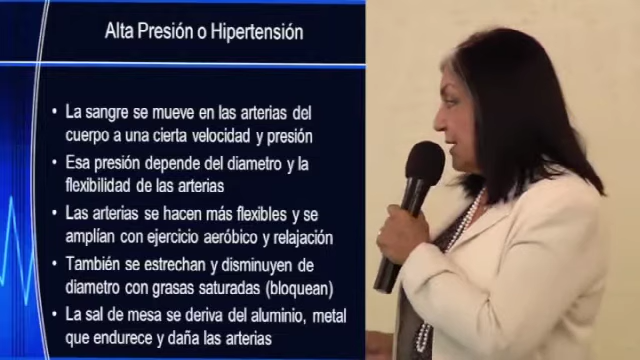 Alta Presión o Hipertensión
• La sangre se mueve en las arterias del
cuerpo a una cierta velocidad y presión
• Esa presión depende del diametro y la
flexibilidad de las arterias
• Las arterias se hacen más flexibles y se
amplían con ejercicio aeróbico y relajación
• También se estrechan y disminuyen de
diametro con grasas saturadas (bloquean)
• La sal de mesa se deriva del aluminio, metal
que endurece y daña las arterias